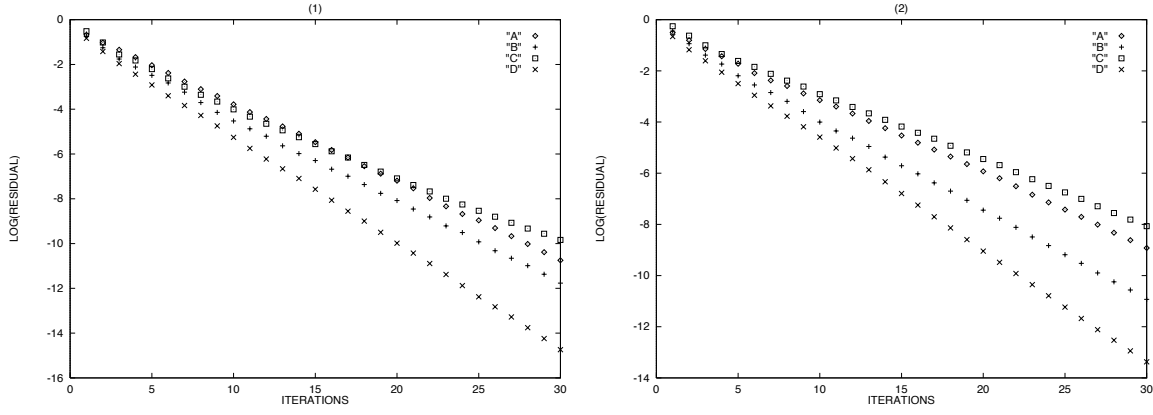 (1)
0
-2
-4
-6
-8
-10
-12
-14
-16
0 5 10 15 20 25 30
LOG(RESIDUAL)
ITERATIONS
"A"
"B"
"C"
"D"
(2)
0
-2
-4
-6
-8
-10
-12
-14
0 5 10 15 20 25 30
LOG(RESIDUAL)
ITERATIONS
"A"
"B"
"C"
"D"